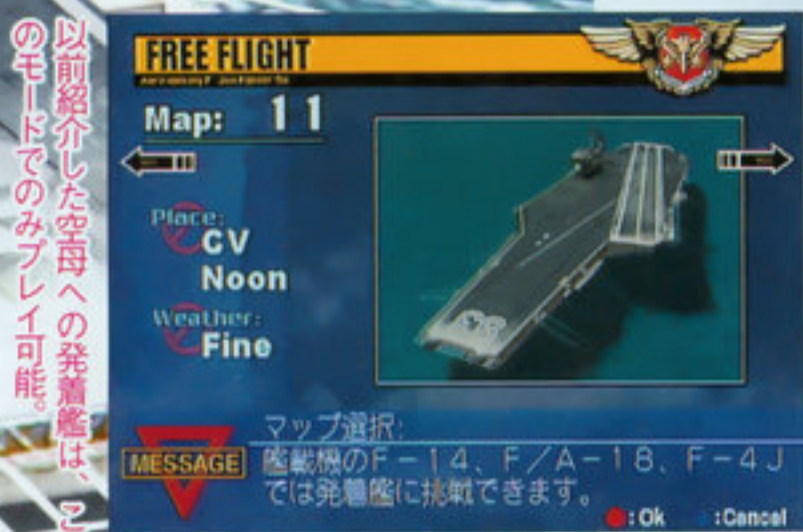 以前紹介した空母への発着艦は、こ
のモードでのみプレイ可能。
FREE FLIGHT
Map: 11
Place:
CV
Noon
Weather:
Fine
マップ選択:
MESSAGE
艦載機のF-14、F/A-18、F-4J
では発着艦に挑戦できます。
:Ok :Cancel